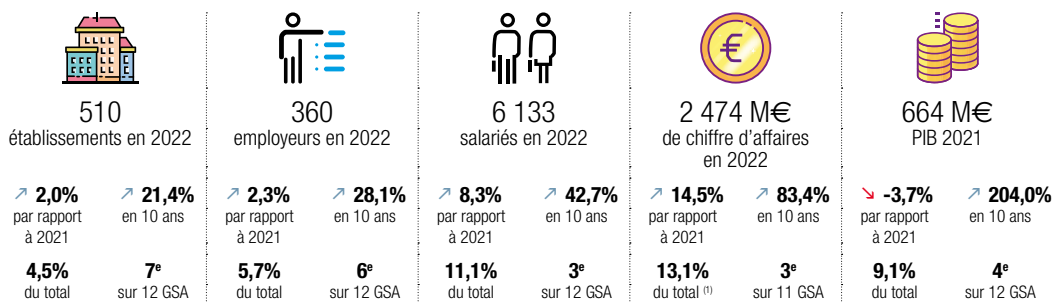 510
établissements en 2022
↗ 2,0%
par rapport
à 2021
↗ 21,4%
en 10 ans
4,5%
du total
7e
sur 12 GSA
360
employeurs en 2022
↗ 2,3%
par rapport
à 2021
↗ 28,1%
en 10 ans
5,7%
du total
6e
sur 12 GSA
6 133
salariés en 2022
↗ 8,3%
par rapport
à 2021
↗ 42,7%
en 10 ans
11,1%
du total
3e
sur 12 GSA
€
2 474 M€
de chiffre d’affaires
en 2022
↗ 14,5%
par rapport
à 2021
↗ 83,4%
en 10 ans
13,1%
du total (1)
3e
sur 11 GSA
664 M€
PIB 2021
↘ -3,7%
par rapport
à 2021
↗ 204,0%
en 10 ans
9,1%
du total
4e
sur 12 GSA